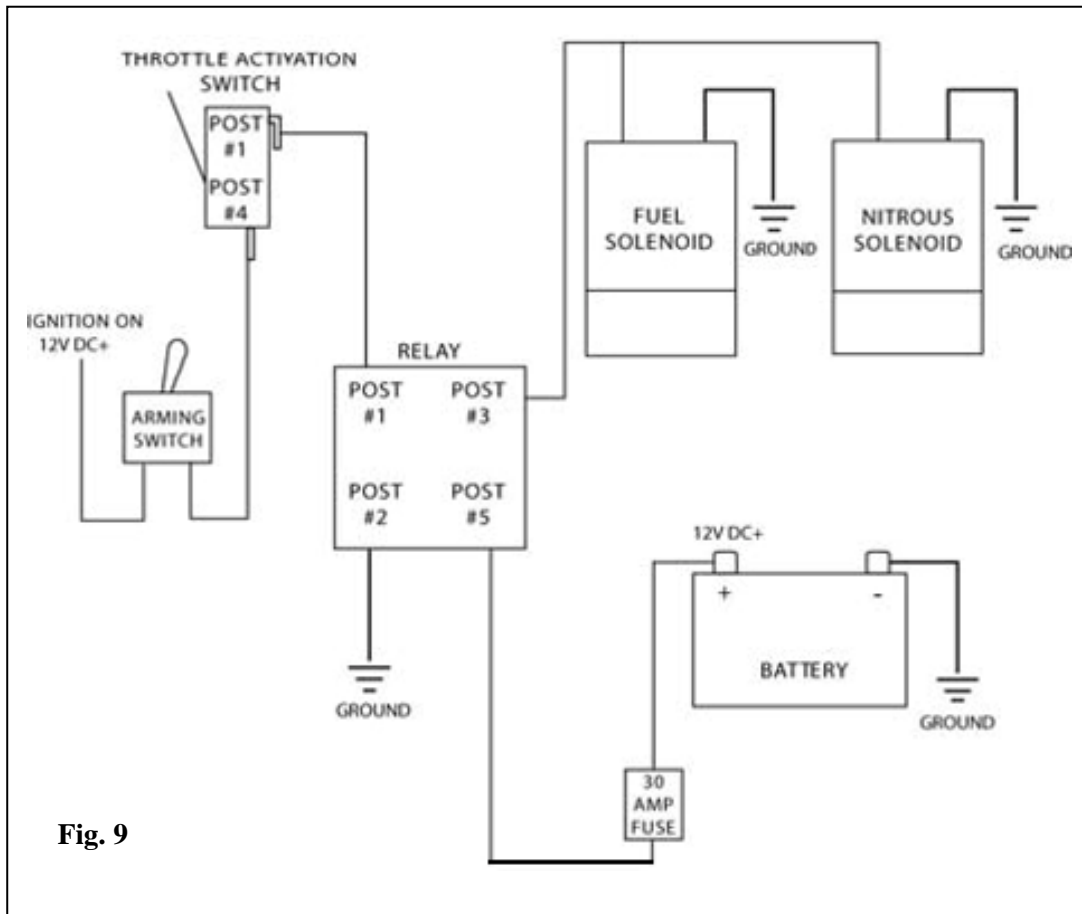 THROTTLE ACTIVATION
SWITCH
POST
#1
POST
#4
IGNITION ON
12V DC+
ARMING
SWITCH
RELAY
POST
#1
POST
#3
POST
#2
POST
#5
GROUND
FUEL
SOLENOID
GROUND
NITROUS
SOLENOID
GROUND
12V DC+
+
-
BATTERY
GROUND
30
AMP
FUSE
Fig. 9